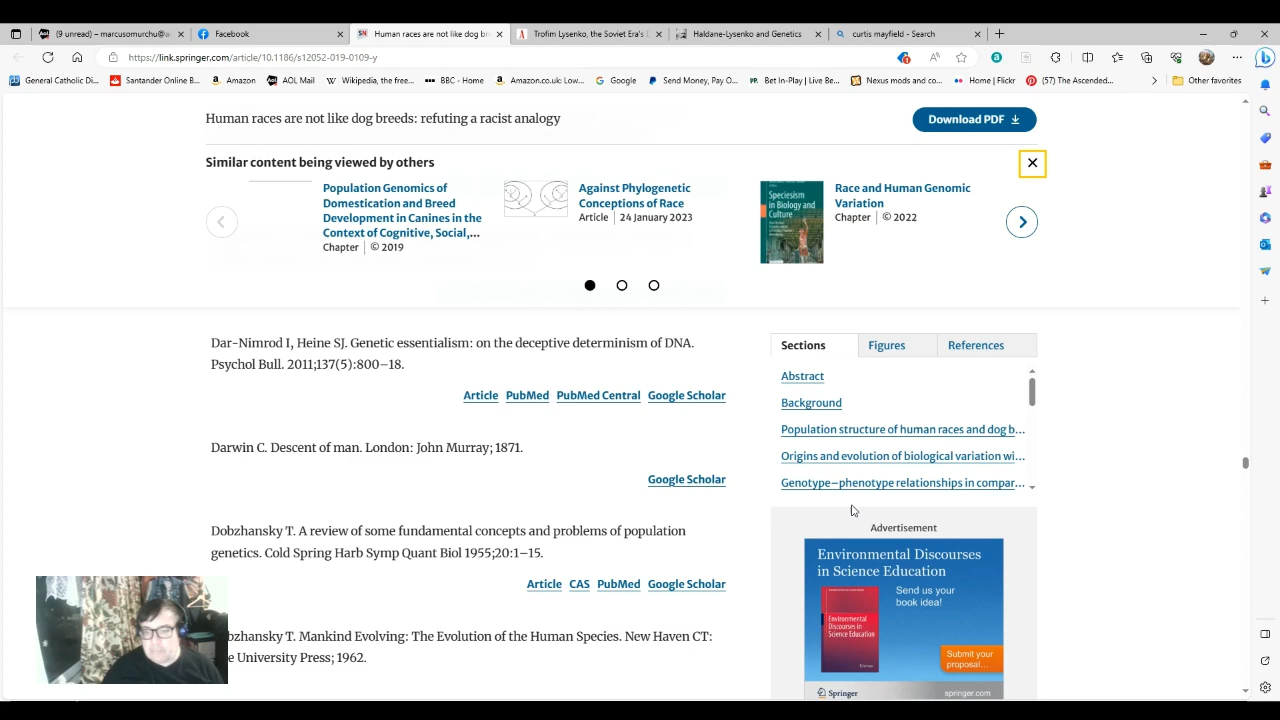 (9 unread) – marcusomurchu@a
Facebook
Human races are not like dog br
Trofim Lysenko, the Soviet Era's
Haldane-Lysenko and Genetics
curtis mayfield - Search
https://link.springer.com/article/10.1186/s12052-019-0109-y
General Catholic Di...
Santander Online B...
Amazon
AOL Mail
Wikipedia, the free...
BBC - Home
Amazon.co.uk: Low...
Google
Send Money, Pay O...
Bet In-Play | Live Be...
Nexus mods and co...
Home | Flickr
(57) The Ascended...
Other favorites
Human races are not like dog breeds: refuting a racist analogy
Download PDF
Similar content being viewed by others
Population Genomics of
Domestication and Breed
Development in Canines in the
Context of Cognitive, Social,...
Chapter | © 2019
Against Phylogenetic
Conceptions of Race
Article | 24 January 2023
Speciesism
in Biology and
Culture
Race and Human Genomic
Variation
Chapter | © 2022
Dar-Nimrod I, Heine SJ. Genetic essentialism: on the deceptive determinism of DNA.
Psychol Bull. 2011;137(5):800–18.
Article PubMed PubMed Central Google Scholar
Darwin C. Descent of man. London: John Murray; 1871.
Google Scholar
Dobzhansky T. A review of some fundamental concepts and problems of population
genetics. Cold Spring Harb Symp Quant Biol 1955;20:1–15.
Article CAS PubMed Google Scholar
bzhansky T. Mankind Evolving: The Evolution of the Human Species. New Haven CT:
e University Press; 1962.
Sections
Figures
References
Abstract
Background
Population structure of human races and dog b...
Origins and evolution of biological variation wi...
Genotype–phenotype relationships in compar...
Advertisement
Environmental Discourses
in Science Education
Send us your
book idea!
Environmental
Discourses in
Science Education
Submit your
proposal...
Springer
springer.com